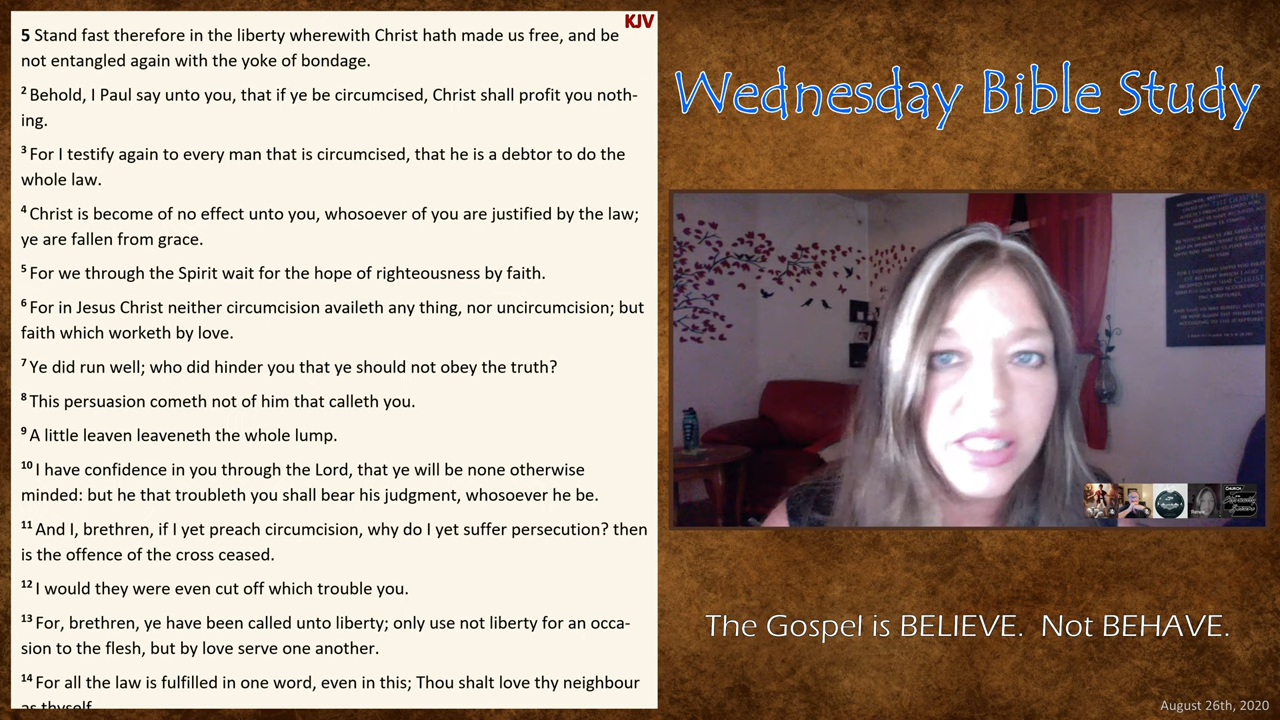 KJV
5 Stand fast therefore in the liberty wherewith Christ hath made us free, and be
not entangled again with the yoke of bondage.
2 Behold, I Paul say unto you, that if ye be circumcised, Christ shall profit you noth-
ing.
3 For I testify again to every man that is circumcised, that he is a debtor to do the
whole law.
4 Christ is become of no effect unto you, whosoever of you are justified by the law;
ye are fallen from grace.
5 For we through the Spirit wait for the hope of righteousness by faith.
6 For in Jesus Christ neither circumcision availeth any thing, nor uncircumcision; but
faith which worketh by love.
7 Ye did run well; who did hinder you that ye should not obey the truth?
8 This persuasion cometh not of him that calleth you.
9 A little leaven leaveneth the whole lump.
10 I have confidence in you through the Lord, that ye will be none otherwise
minded: but he that troubleth you shall bear his judgment, whosoever he be.
11 And I, brethren, if I yet preach circumcision, why do I yet suffer persecution? then
is the offence of the cross ceased.
12 I would they were even cut off which trouble you.
13 For, brethren, ye have been called unto liberty; only use not liberty for an occa-
sion to the flesh, but by love serve one another.
14 For all the law is fulfilled in one word, even in this; Thou shalt love thy neighbour
as thyself
Wednesday Bible Study
CHURCH
The Gospel is BELIEVE. Not BEHAVE.
August 26th, 2020